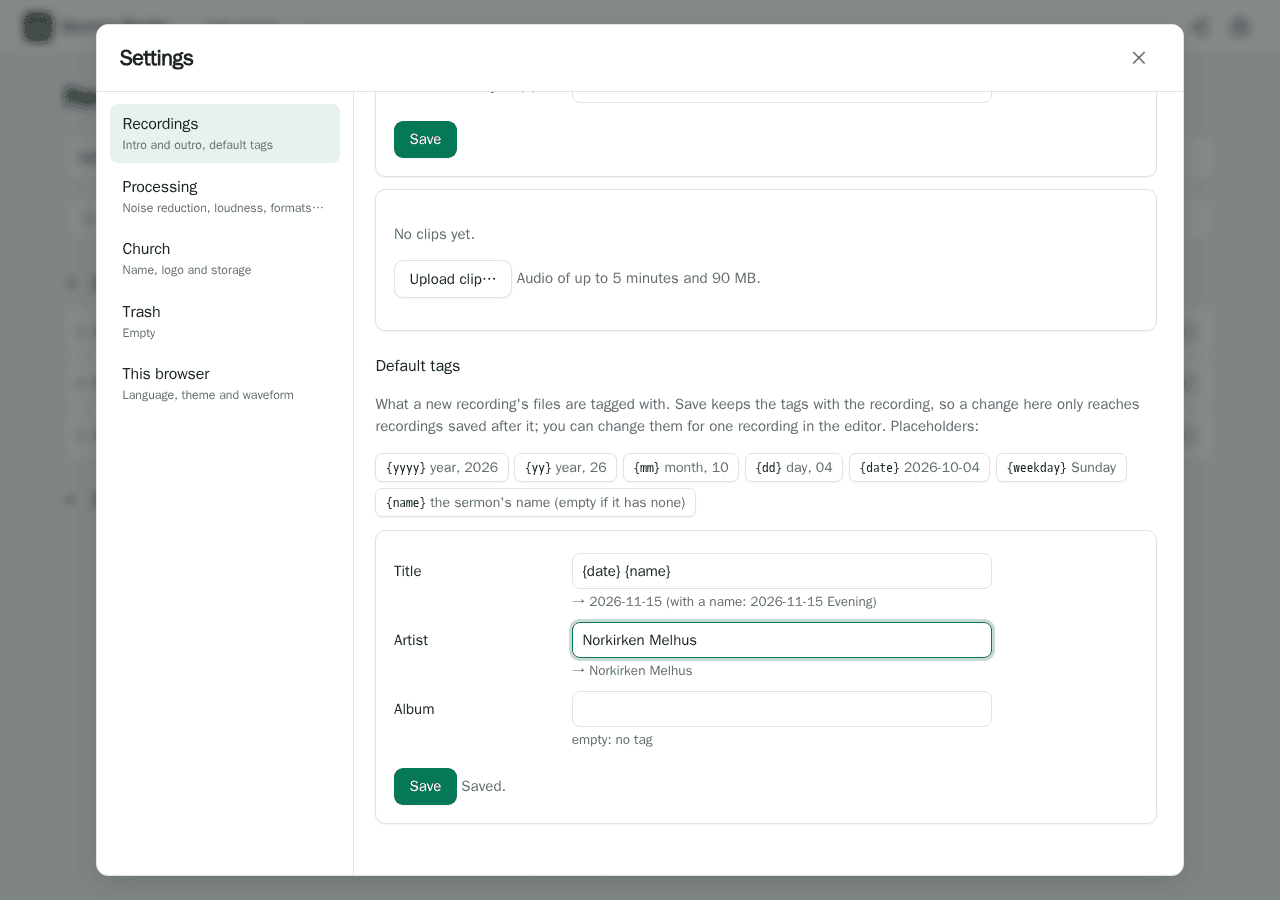 Settings
Recordings
Intro and outro, default tags
Processing
Noise reduction, loudness, formats…
Church
Name, logo and storage
Trash
Empty
This browser
Language, theme and waveform
Save
No clips yet.
Upload clip… Audio of up to 5 minutes and 90 MB.
Default tags
What a new recording's files are tagged with. Save keeps the tags with the recording, so a change here only reaches
recordings saved after it; you can change them for one recording in the editor. Placeholders:
{yyyy} year, 2026 {yy} year, 26 {mm} month, 10 {dd} day, 04 {date} 2026-10-04 {weekday} Sunday
{name} the sermon's name (empty if it has none)
Title {date} {name}
→ 2026-11-15 (with a name: 2026-11-15 Evening)
Artist Norkirken Melhus
→ Norkirken Melhus
Album
empty: no tag
Save Saved.